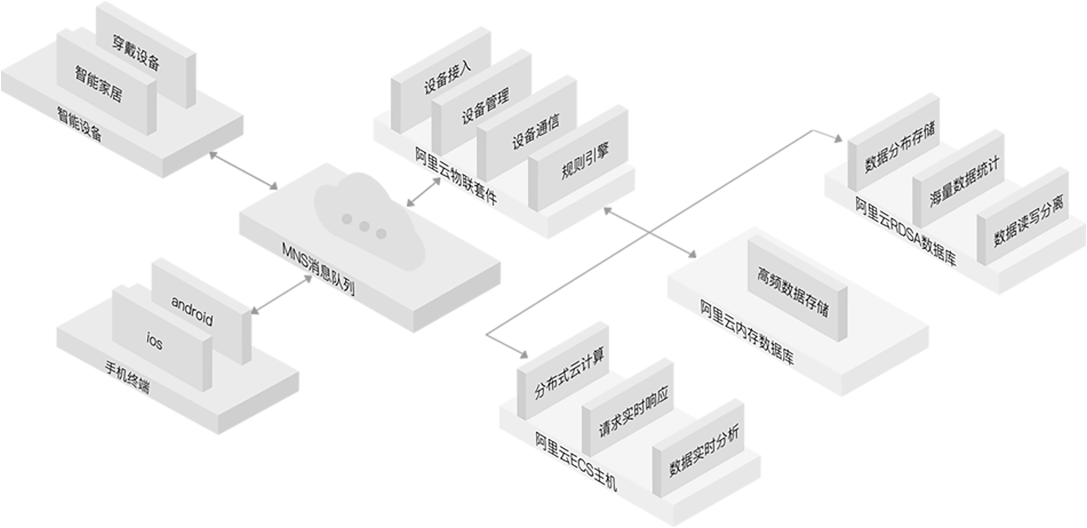 穿戴设备
智能家居
智能设备
设备接入
设备管理
设备通信
规则引擎
阿里云物联套件
MNS消息队列
android
ios
手机终端
数据分布存储
海量数据统计
数据读写分离
阿里云RDSA数据库
高频数据存储
阿里云内存数据库
分布式云计算
请求实时响应
数据实时分析
阿里云ECS主机